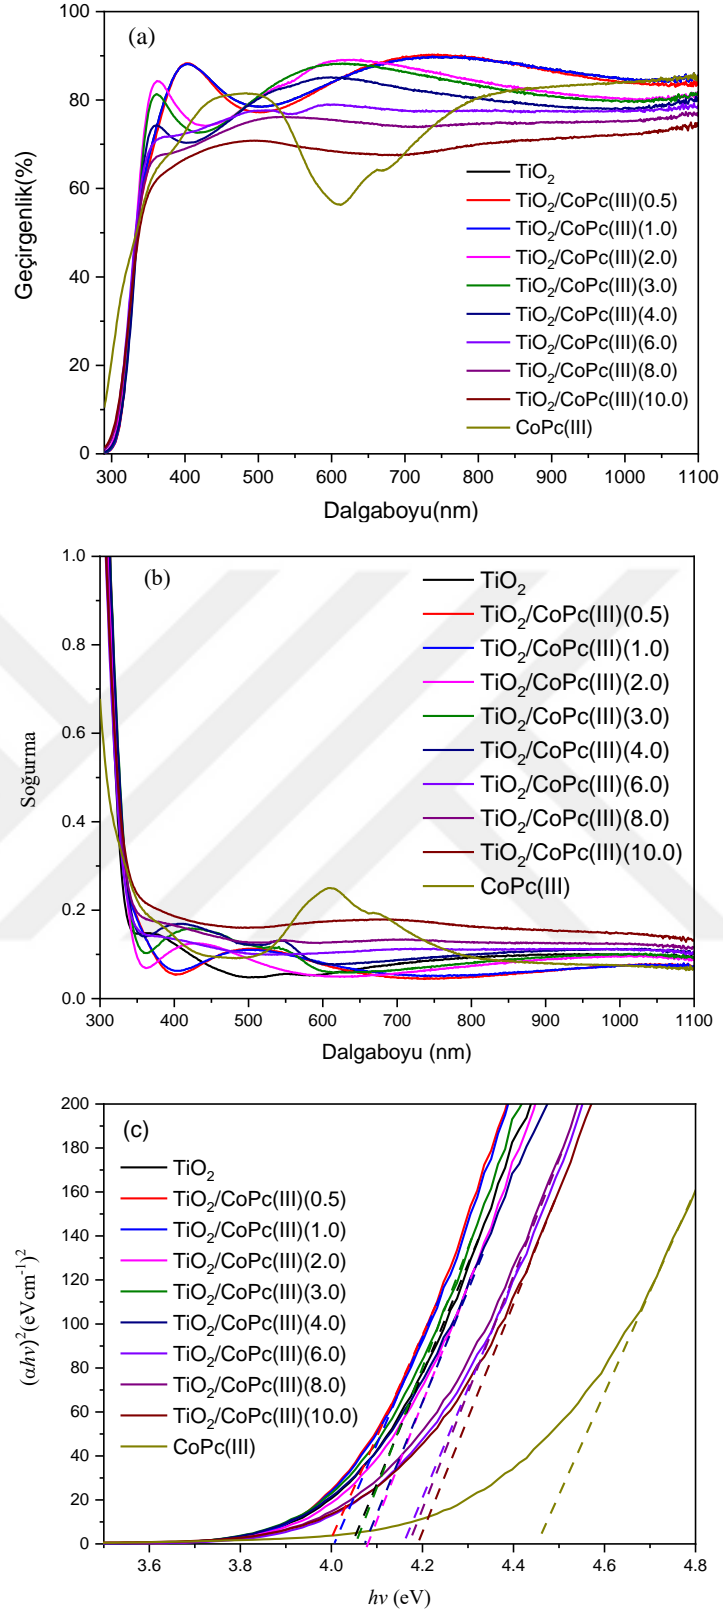 (a)
Geçirgenlik(%)
100
80
60
40
20
0
TiO2
TiO2/CoPc(III)(0.5)
TiO2/CoPc(III)(1.0)
TiO2/CoPc(III)(2.0)
TiO2/CoPc(III)(3.0)
TiO2/CoPc(III)(4.0)
TiO2/CoPc(III)(6.0)
TiO2/CoPc(III)(8.0)
TiO2/CoPc(III)(10.0)
CoPc(III)
300 400 500 600 700 800 900 1000 1100
Dalgaboyu(nm)
(b)
Soğurma
1.0
0.8
0.6
0.4
0.2
0.0
TiO2
TiO2/CoPc(III)(0.5)
TiO2/CoPc(III)(1.0)
TiO2/CoPc(III)(2.0)
TiO2/CoPc(III)(3.0)
TiO2/CoPc(III)(4.0)
TiO2/CoPc(III)(6.0)
TiO2/CoPc(III)(8.0)
TiO2/CoPc(III)(10.0)
CoPc(III)
300 400 500 600 700 800 900 1000 1100
Dalgaboyu (nm)
(c)
(αhν)2(eVcm-1)2
200
180
160
140
120
100
80
60
40
20
0
TiO2
TiO2/CoPc(III)(0.5)
TiO2/CoPc(III)(1.0)
TiO2/CoPc(III)(2.0)
TiO2/CoPc(III)(3.0)
TiO2/CoPc(III)(4.0)
TiO2/CoPc(III)(6.0)
TiO2/CoPc(III)(8.0)
TiO2/CoPc(III)(10.0)
CoPc(III)
3.6 3.8 4.0 4.2 4.4 4.6 4.8
hν (eV)